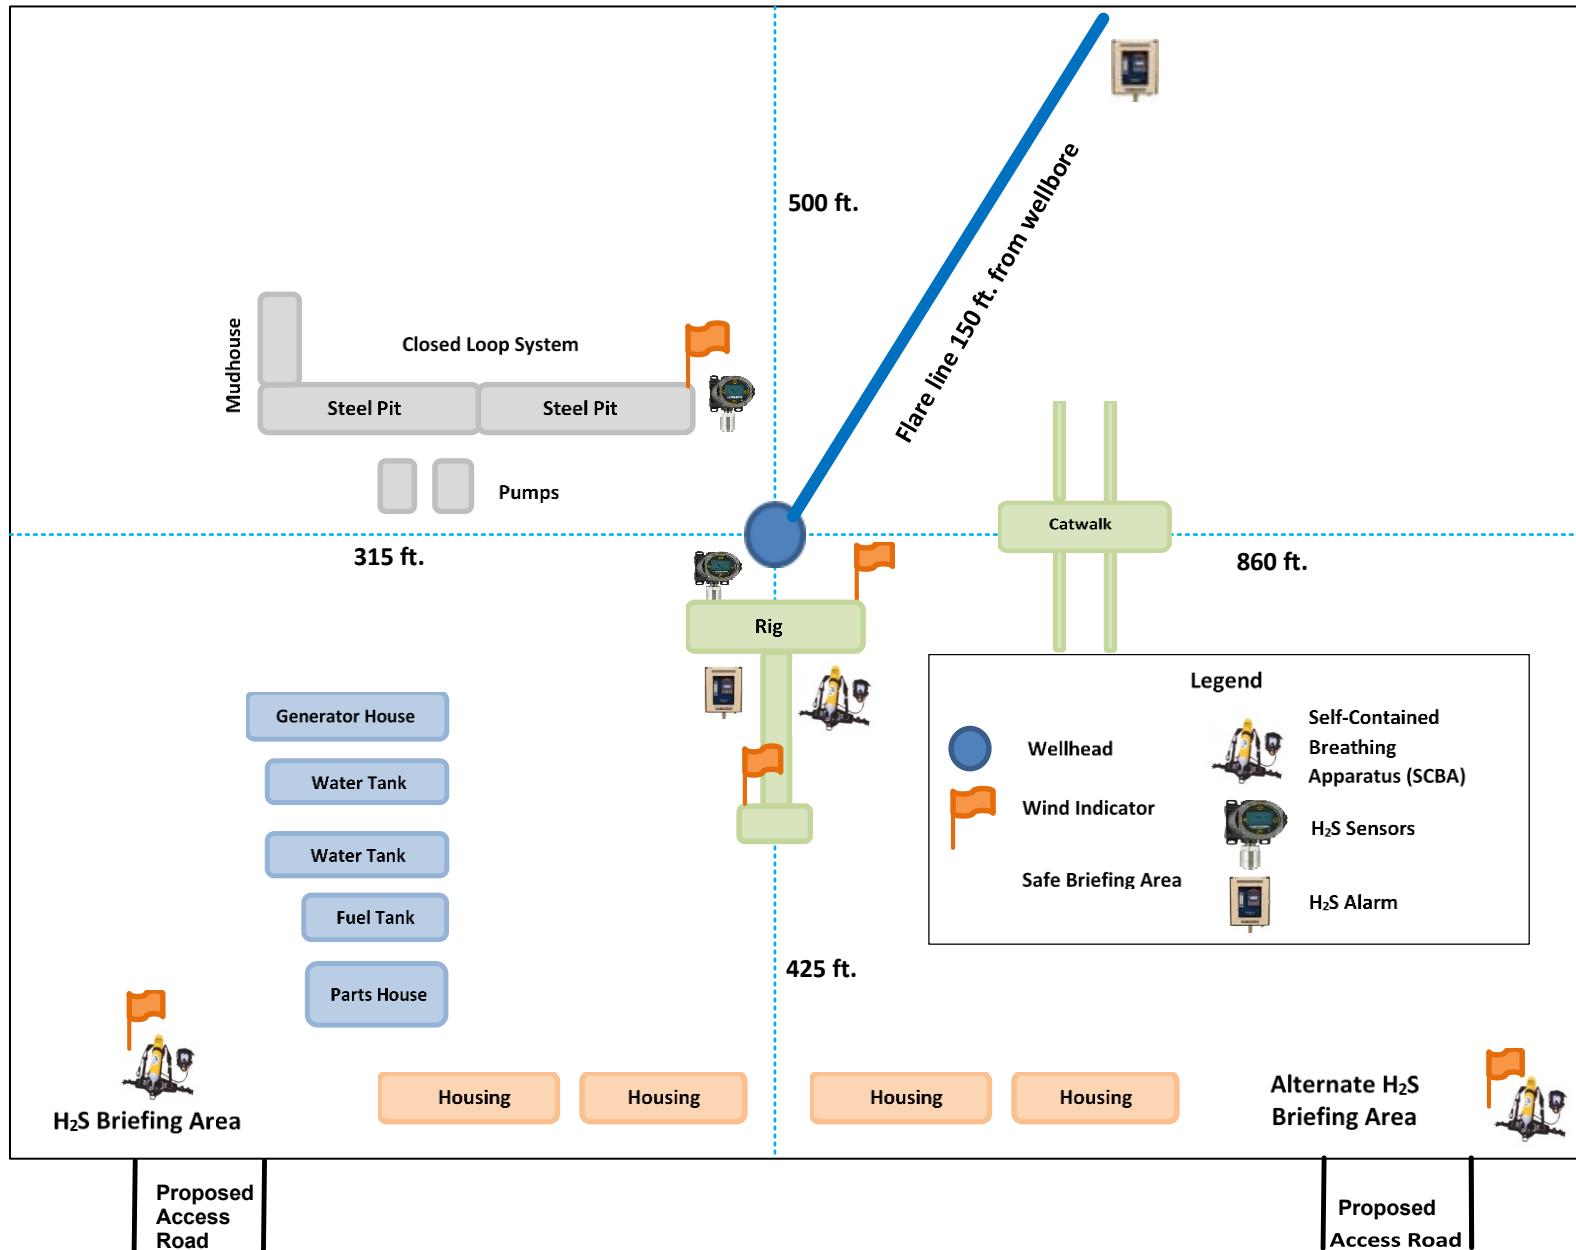 500 ft.
Flare line 150 ft. from wellbore
Mudhouse
Closed Loop System
Steel Pit
Steel Pit
Pumps
Catwalk
315 ft.
860 ft.
Rig
Legend
Generator House
Self-Contained
Breathing
Apparatus (SCBA)
Wellhead
Water Tank
Wind Indicator
H₂S Sensors
Water Tank
Safe Briefing Area
H₂S Alarm
Fuel Tank
425 ft.
Parts House
Housing
Housing
Housing
Housing
Alternate H₂S
Briefing Area
H₂S Briefing Area
Proposed
Access
Road
Proposed
Access Road